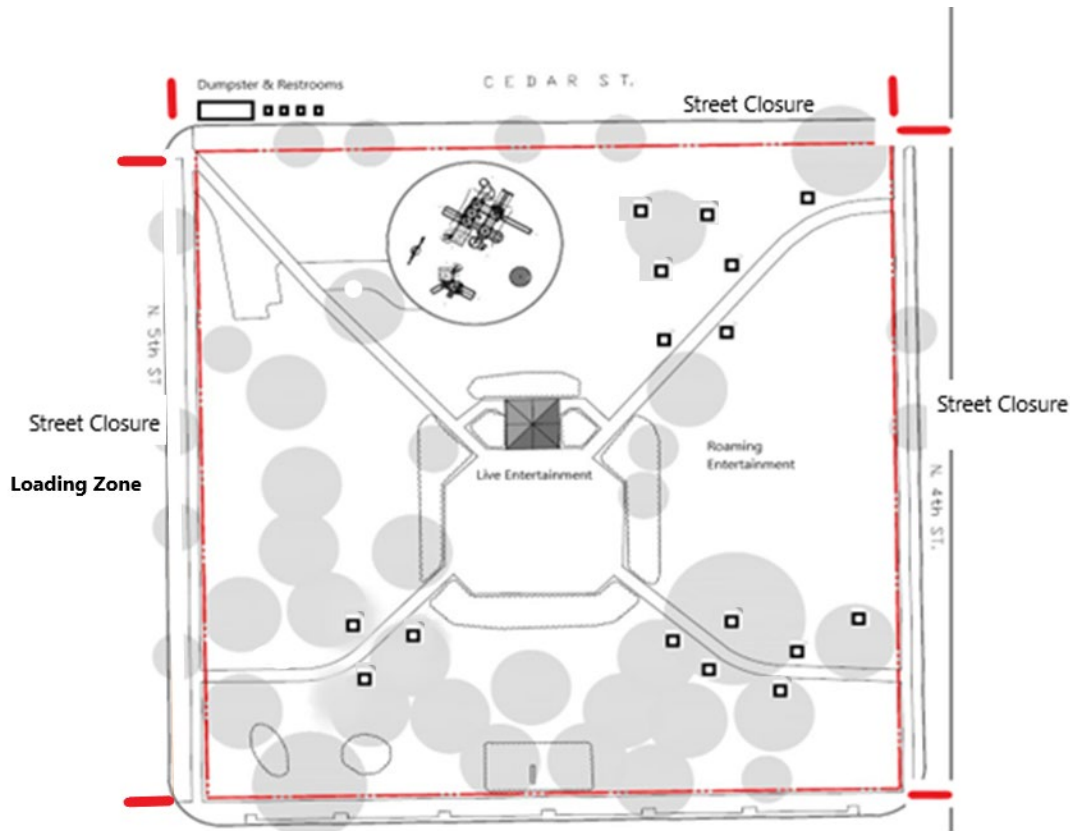 Dumpster & Restrooms
CEDAR ST.
Street Closure
N. 5th ST
Street Closure
Street Closure
Loading Zone
Live Entertainment
Roaming
Entertainment
N. 4th ST.